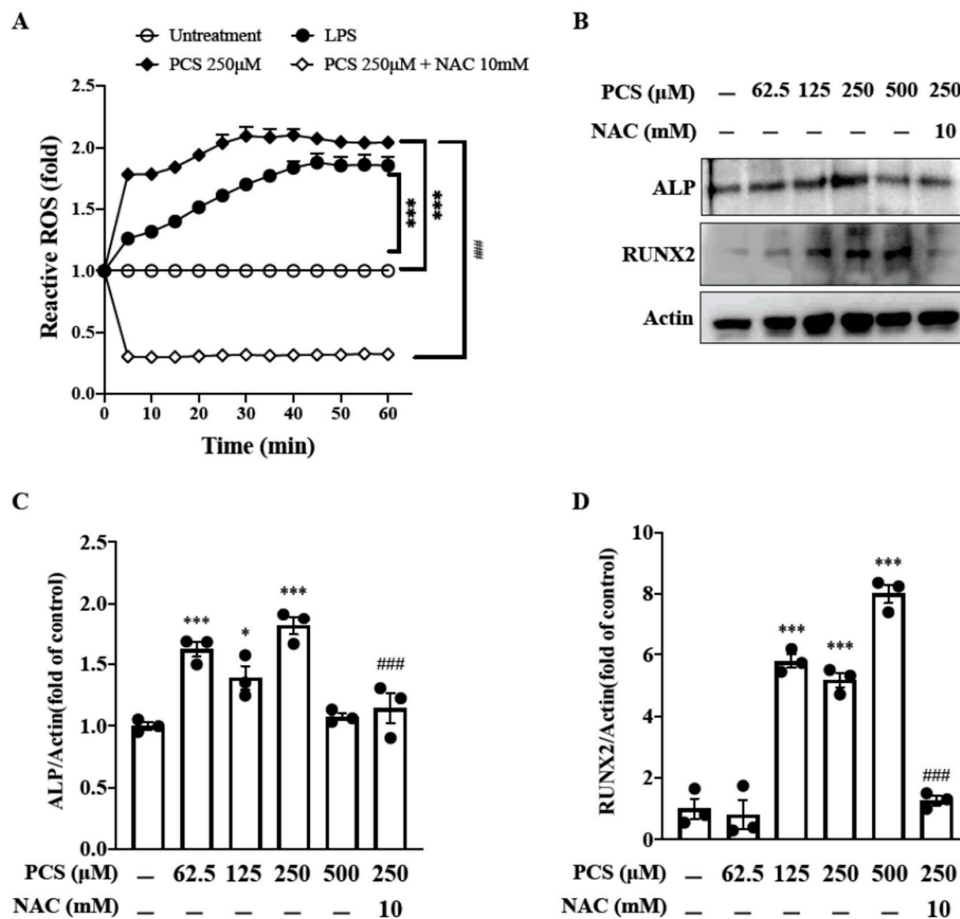 A
Untreatment LPS
PCS 250μM PCS 250μM + NAC 10mM
Reactive ROS (fold)
2.5
2.0
1.5
1.0
0.5
0.0
0 10 20 30 40 50 60
Time (min)
***
***
###
B
PCS (μM) – 62.5 125 250 500 250
NAC (mM) – – – – – 10
ALP
RUNX2
Actin
C
ALP/Actin(fold of control)
2.5
2.0
1.5
1.0
0.5
0.0
*** * *** ###
PCS (μM) – 62.5 125 250 500 250
NAC (mM) – – – – – 10
D
RUNX2/Actin(fold of control)
10
8
6
4
2
0
*** *** *** ###
PCS (μM) – 62.5 125 250 500 250
NAC (mM) – – – – – 10